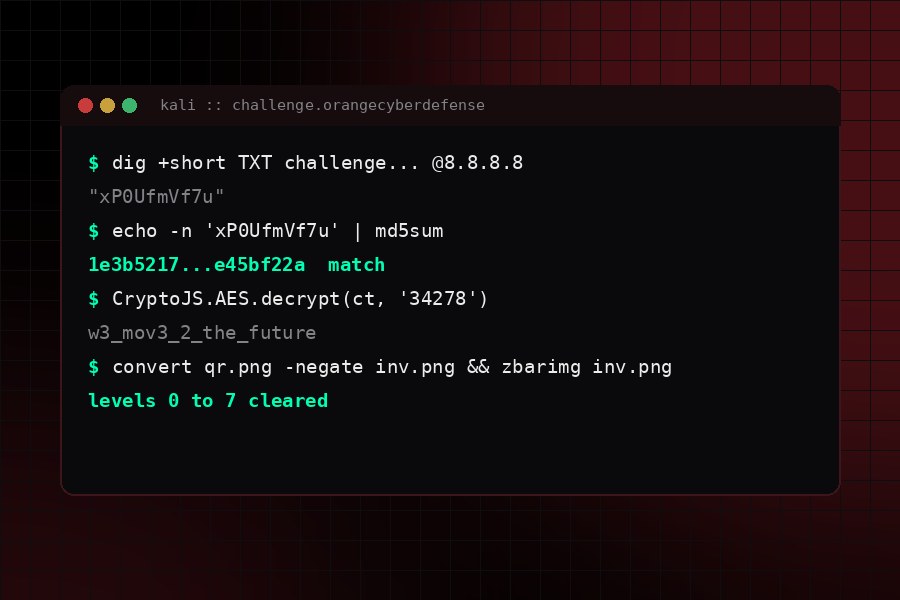 kali :: challenge.orangecyberdefense
$ dig +short TXT challenge... @8.8.8.8
"xP0UfmVf7u"
$ echo -n 'xP0UfmVf7u' | md5sum
1e3b5217...e45bf22a  match
$ CryptoJS.AES.decrypt(ct, '34278')
w3_mov3_2_the_future
$ convert qr.png -negate inv.png && zbarimg inv.png
levels 0 to 7 cleared